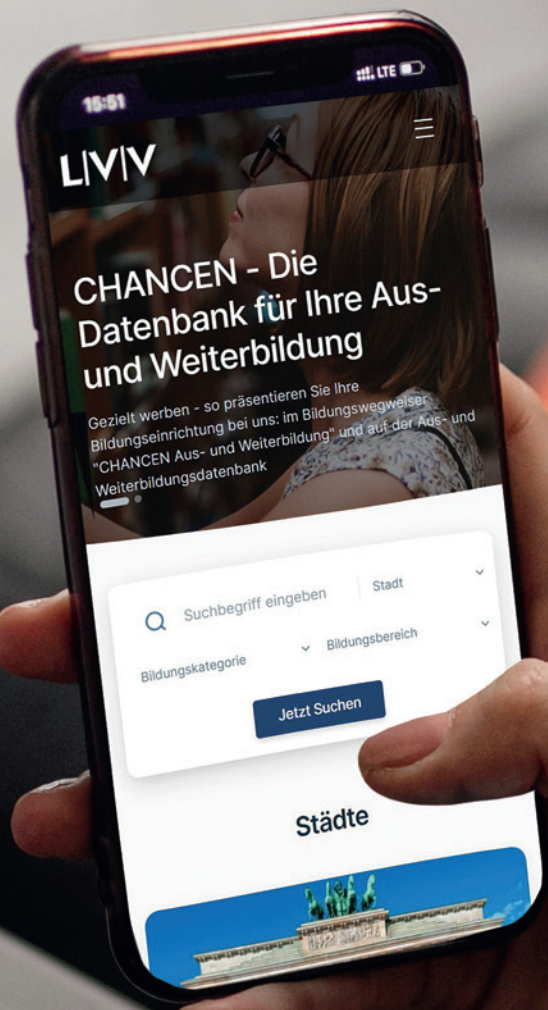 15:51
LTE
L|V|V
CHANCEN - Die
Datenbank für Ihre Aus-
und Weiterbildung
Gezielt werben - so präsentieren Sie Ihre
Bildungseinrichtung bei uns: im Bildungswegweiser
"CHANCEN Aus- und Weiterbildung" und auf der Aus- und
Weiterbildungsdatenbank
Suchbegriff eingeben Stadt
Bildungskategorie Bildungsbereich
Jetzt Suchen
Städte